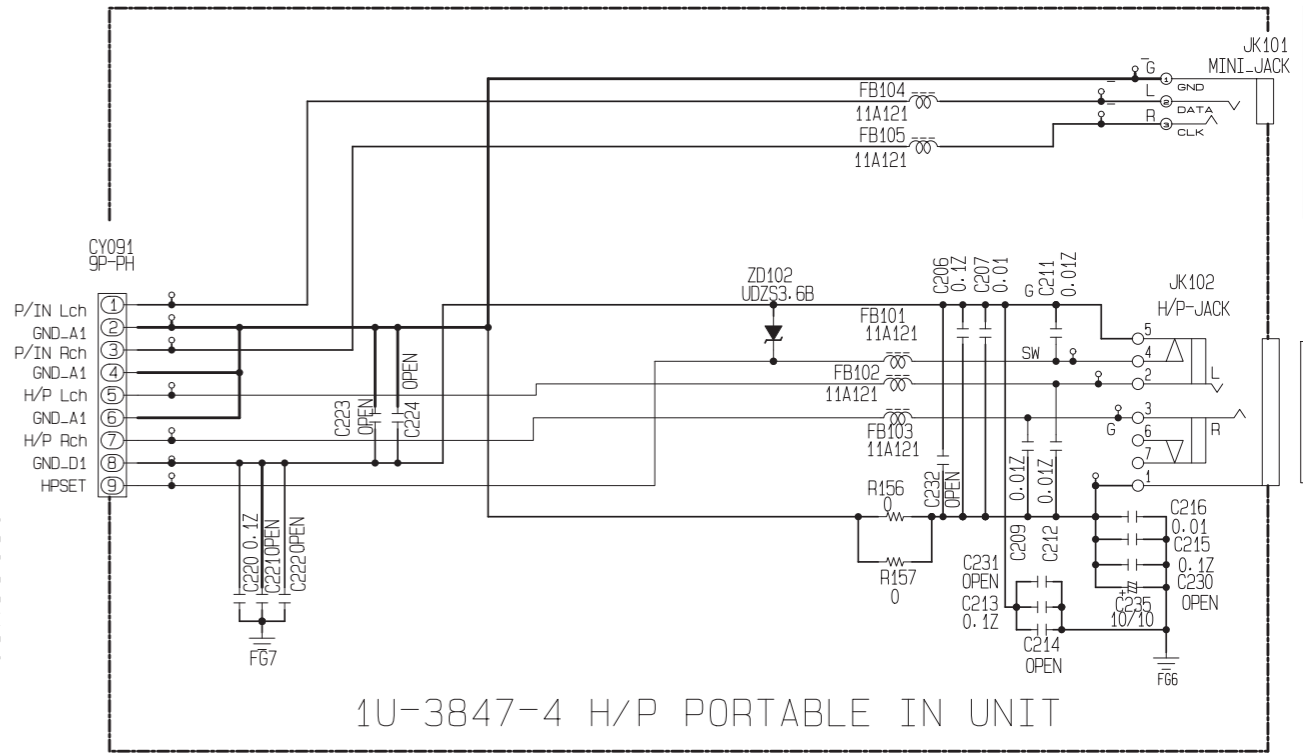 JK101
MINI_JACK
G
1
GND
FB104
L
2
DATA
11A121
R
3
CLK
FB105
11A121
CY091
9P-PH
P/IN Lch
1
GND_A1
2
P/IN Rch
3
GND_A1
4
H/P Lch
5
GND_A1
6
H/P Rch
7
GND_D1
8
HPSET
9
C223
OPEN
C224
OPEN
C220 0.1Z
C221OPEN
C222OPEN
FG7
ZD102
UDZS3.6B
FB101
11A121
FB102
11A121
FB103
11A121
C206
0.1Z
C207
0.01
G
C211
0.01Z
SW
JK102
H/P-JACK
5
4
2
L
3
G
R
6
7
1
C232
OPEN
0.01Z
C209
0.01Z
C212
R156
0
R157
0
C231
OPEN
C213
0.1Z
C214
OPEN
C216
0.01
C215
0.1Z
C230
OPEN
+
C235
10/10
FG6
1U-3847-4 H/P PORTABLE IN UNIT